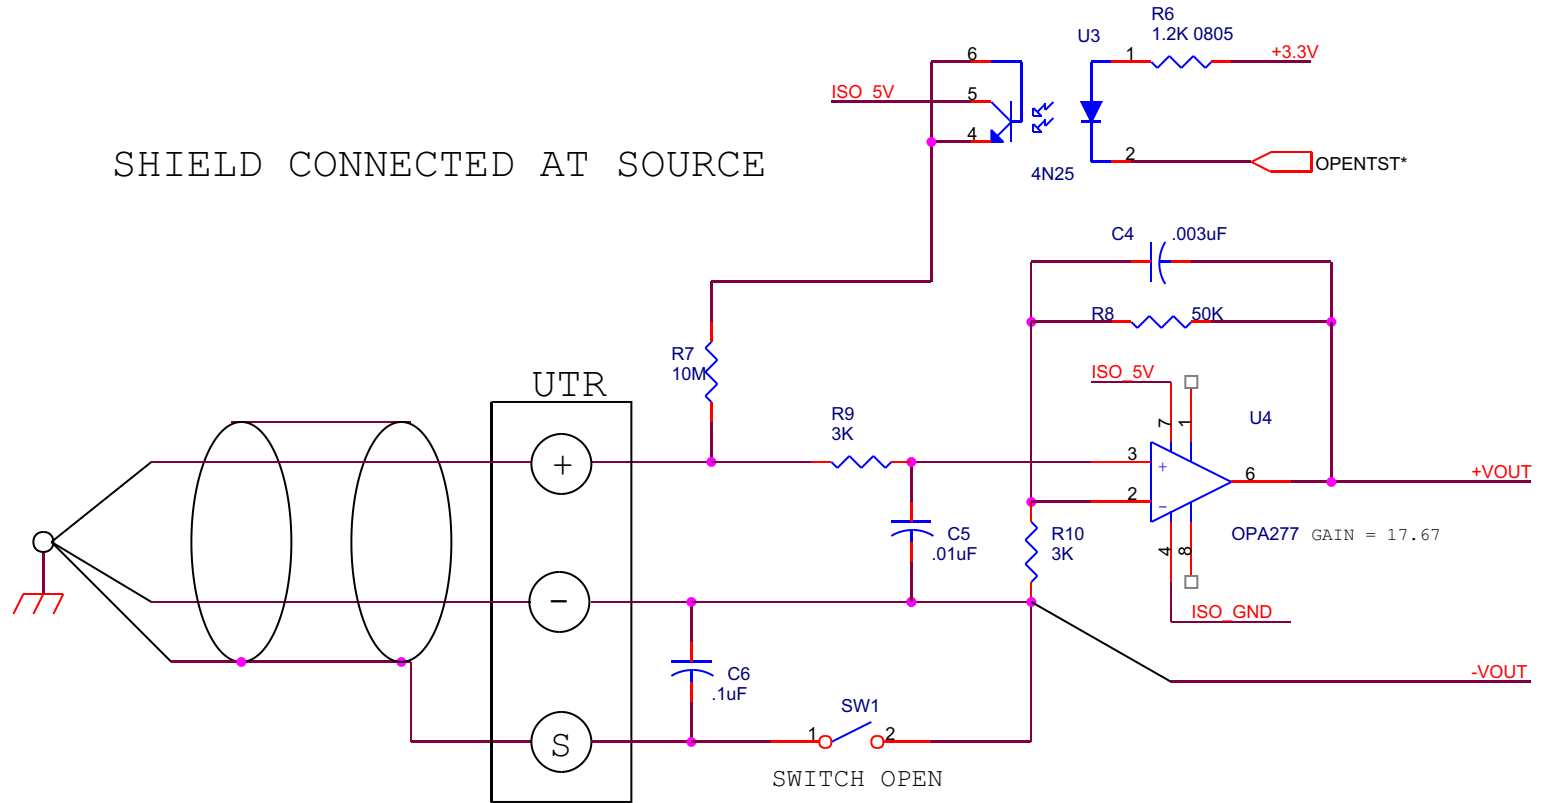 R6
1.2K 0805
U3
+3.3V
6
1
ISO_5V
5
4
2
OPENTST*
4N25
SHIELD CONNECTED AT SOURCE
C4
.003uF
R8
50K
R7
10M
ISO_5V
UTR
R9
3K
7
1
U4
+
3
+
6
+VOUT
2
-
C5
.01uF
R10
3K
4
8
OPA277
GAIN = 17.67
-
ISO_GND
C6
.1uF
-VOUT
SW1
S
1
2
SWITCH OPEN